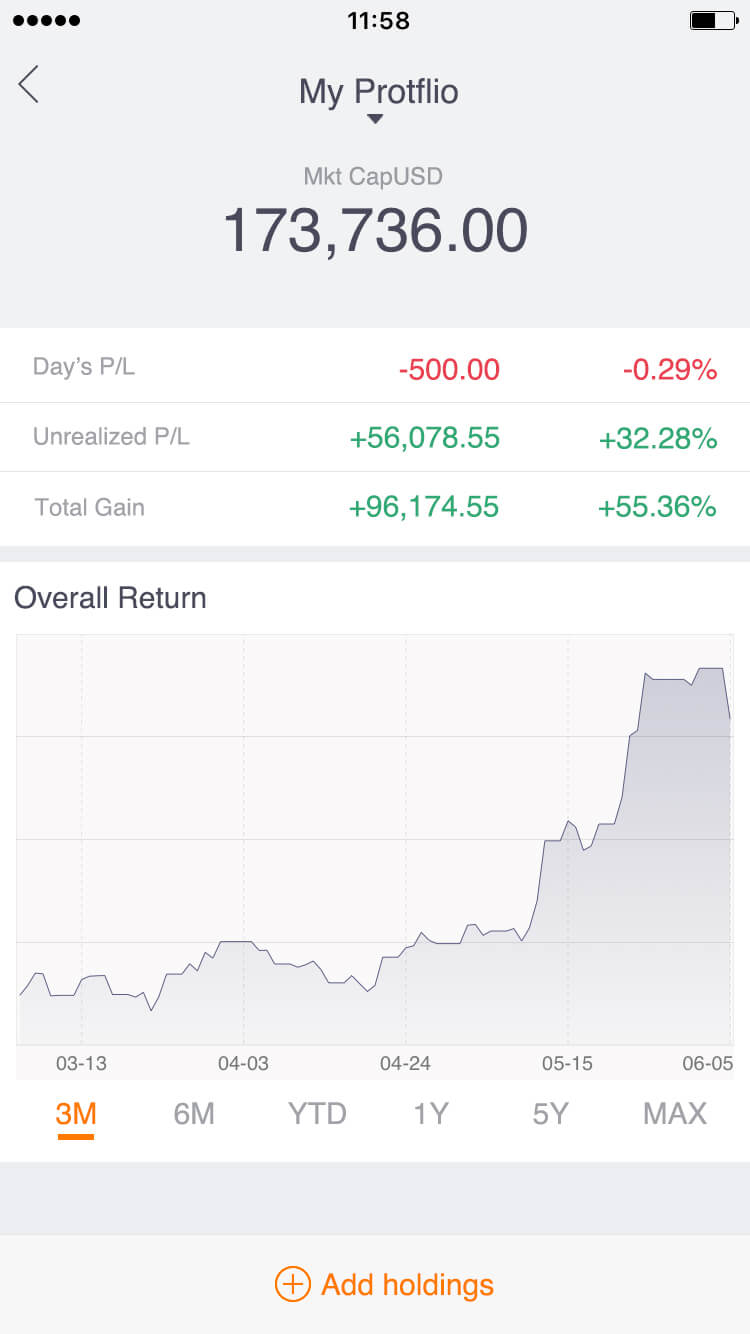 11:58
My Protflio
Mkt CapUSD
173,736.00
Day's P/L -500.00 -0.29%
Unrealized P/L +56,078.55 +32.28%
Total Gain +96,174.55 +55.36%
Overall Return
03-13 04-03 04-24 05-15 06-05
3M 6M YTD 1Y 5Y MAX
Add holdings